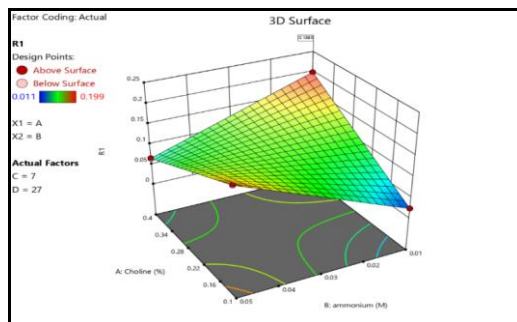 Factor Coding: Actual
3D Surface
R1
Design Points:
Above Surface
Below Surface
0.011 0.199
X1 = A
X2 = B
Actual Factors
C = 7
D = 27
R1
0.25
0.2
0.15
0.1
0.05
0
0.4
0.34
0.28
0.22
0.16
0.1
A: Choline (%)
0.05
0.04
0.03
0.02
0.01
B: ammonium (M)